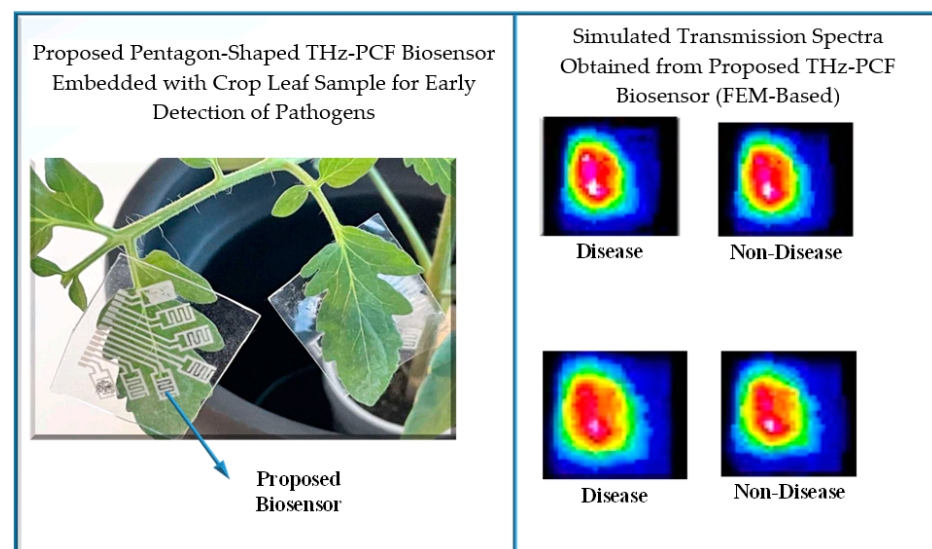 Proposed Pentagon-Shaped THz-PCF Biosensor
Embedded with Crop Leaf Sample for Early
Detection of Pathogens
Proposed
Biosensor
Simulated Transmission Spectra
Obtained from Proposed THz-PCF
Biosensor (FEM-Based)
Disease
Non-Disease
Disease
Non-Disease